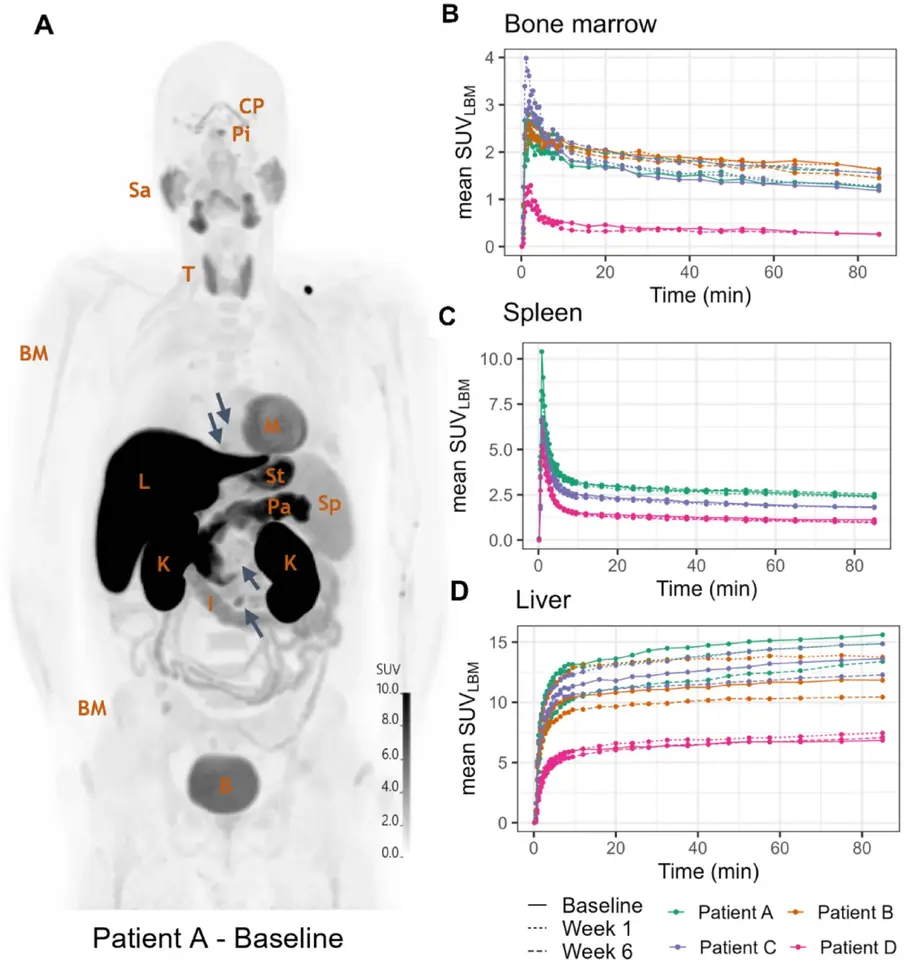 A
CP
Pi
Sa
T
BM
M
L
St
Pa
Sp
K
K
I
BM
B
SUV
10.0
8.0
6.0
4.0
2.0
0.0
Patient A - Baseline
B
Bone marrow
mean SUVLBM
4
3
2
1
0
0
20
40
60
80
Time (min)
C
Spleen
mean SUVLBM
10.0
7.5
5.0
2.5
0.0
0
20
40
60
80
Time (min)
D
Liver
mean SUVLBM
15
10
5
0
0
20
40
60
80
Time (min)
Baseline
Week 1
Week 6
Patient A
Patient B
Patient C
Patient D